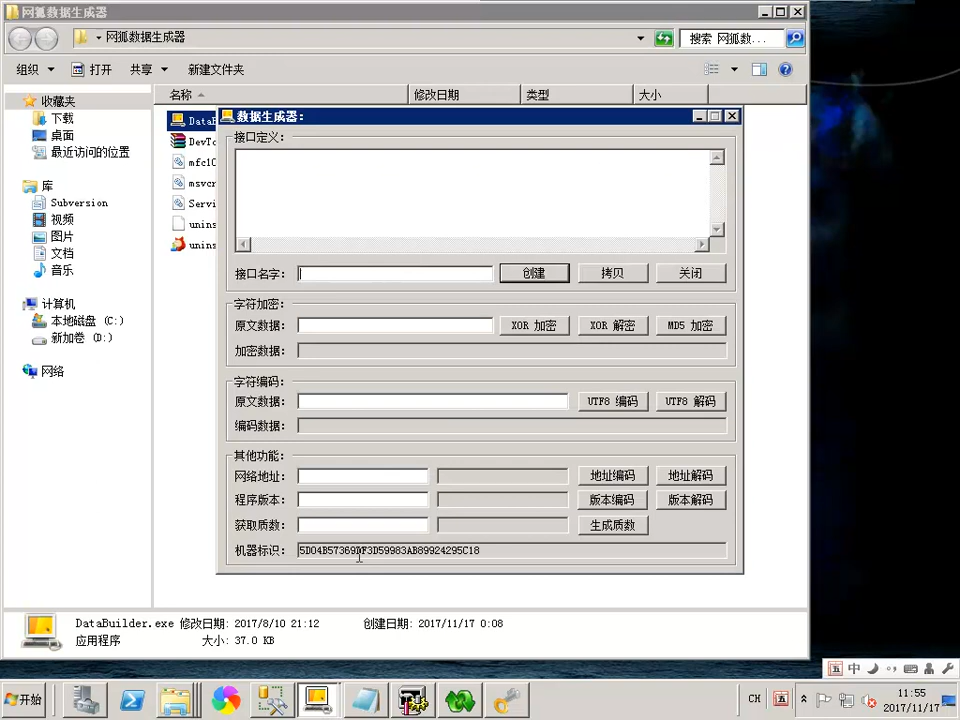 网狐数据生成器
网狐数据生成器
搜索 网狐数...
组织 打开 共享 新建文件夹
名称 修改日期 类型 大小
收藏夹
下载
桌面
最近访问的位置
库
Subversion
视频
图片
文档
音乐
计算机
本地磁盘 (C:)
新加卷 (D:)
网络
DataB
DevTo
mfc10
msvcr
Servi
unins
unins
数据生成器:
接口定义:
接口名字: 创建 拷贝 关闭
字符加密:
原文数据: XOR 加密 XOR 解密 MD5 加密
加密数据:
字符编码:
原文数据: UTF8 编码 UTF8 解码
编码数据:
其他功能:
网络地址: 地址编码 地址解码
程序版本: 版本编码 版本解码
获取质数: 生成质数
机器标识:
DataBuilder.exe 修改日期: 2017/8/10 21:12 创建日期: 2017/11/17 0:08
应用程序 大小: 37.0 KB
五 中
开始 CH 五 11:55
2017/11/17